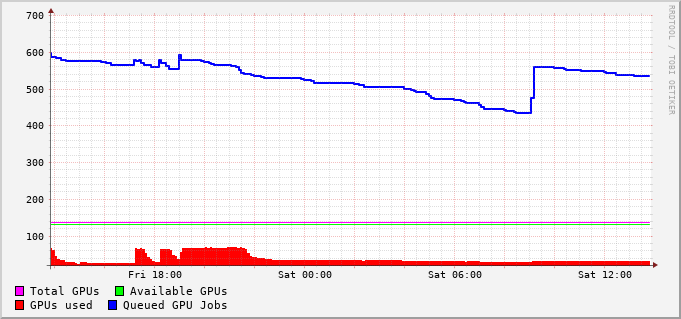 700
600
500
400
300
200
100
Fri 18:00 Sat 00:00 Sat 06:00 Sat 12:00
Total GPUs Available GPUs
GPUs used Queued GPU Jobs
RRDTOOL / TOBI OETIKER